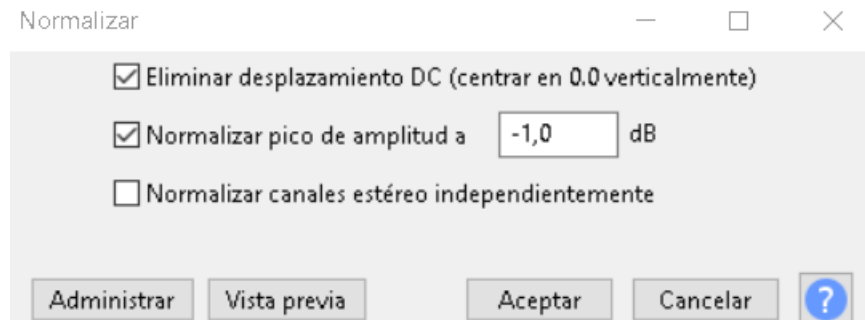 Normalizar
Eliminar desplazamiento DC (centrar en 0.0 verticalmente)
Normalizar pico de amplitud a -1,0 dB
Normalizar canales estéreo independientemente
Administrar Vista previa Aceptar Cancelar ?